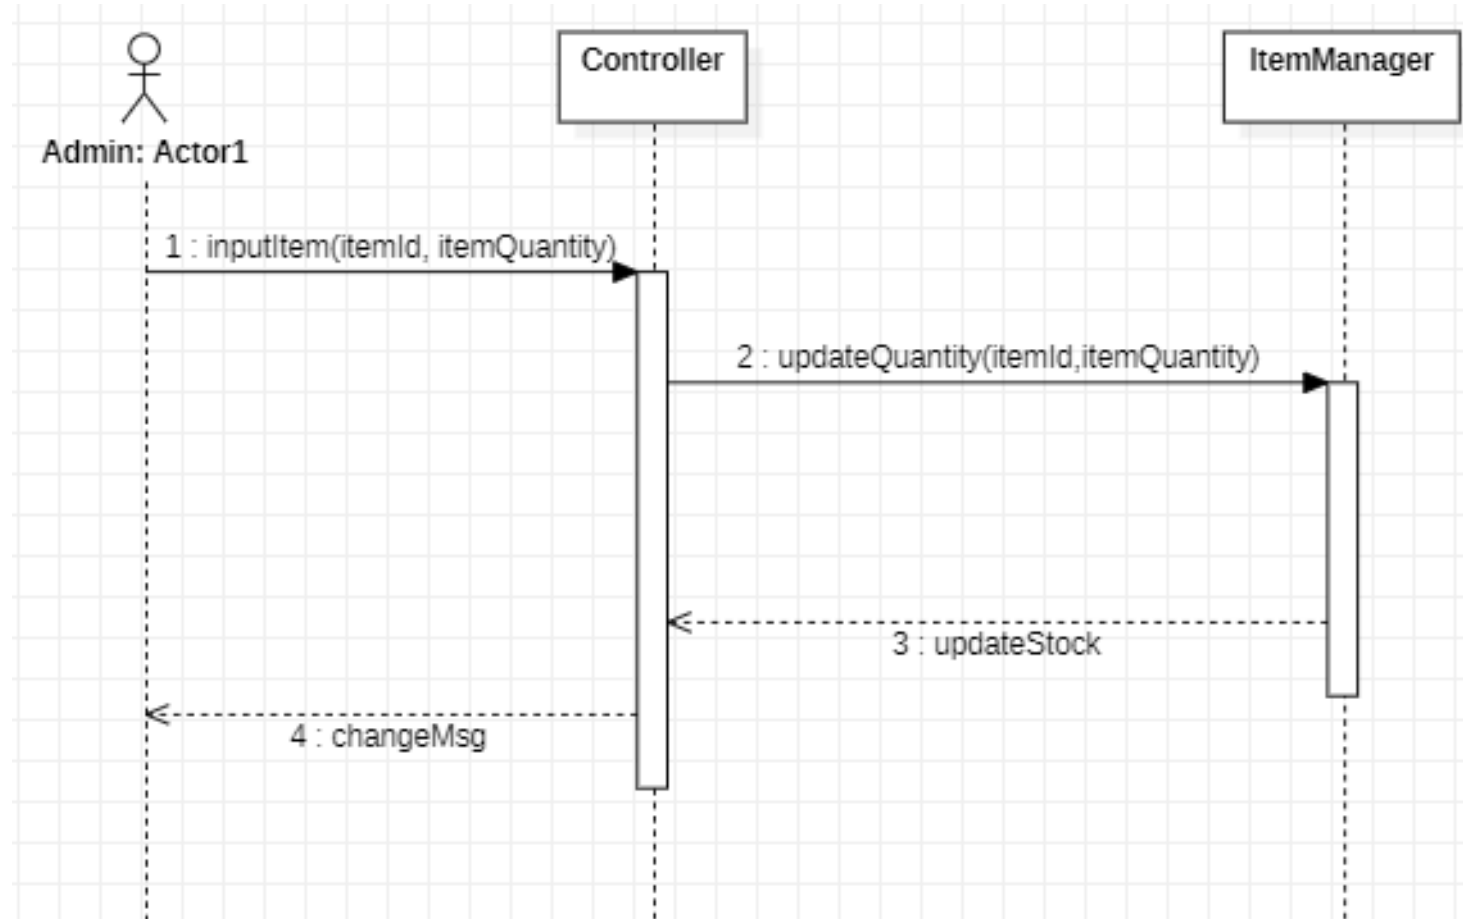 Controller
ItemManager
Admin: Actor1
1 : inputItem(itemId, itemQuantity)
2 : updateQuantity(itemId,itemQuantity)
3 : updateStock
4 : changeMsg